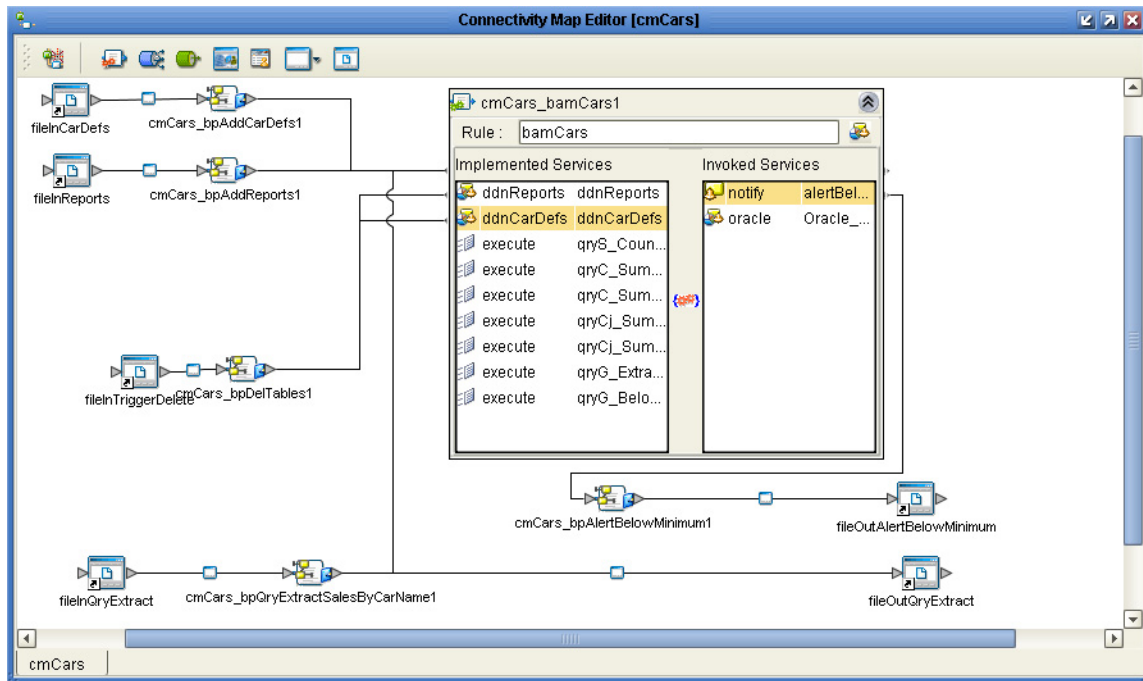 Connectivity Map Editor [cmCars]
fileInCarDefs
cmCars_bpAddCarDefs1
fileInReports
cmCars_bpAddReports1
cmCars_bamCars1
Rule : bamCars
Implemented Services
Invoked Services
ddnReports ddnReports
ddnCarDefs ddnCarDefs
execute qryS_Coun...
execute qryC_Sum...
execute qryC_Sum...
execute qryCj_Sum...
execute qryCj_Sum...
execute qryG_Extra...
execute qryG_Belo...
notify alertBel...
oracle Oracle_...
fileInTriggerDelete
cmCars_bpDelTables1
cmCars_bpAlertBelowMinimum1
fileOutAlertBelowMinimum
fileInQryExtract
cmCars_bpQryExtractSalesByCarName1
fileOutQryExtract
cmCars